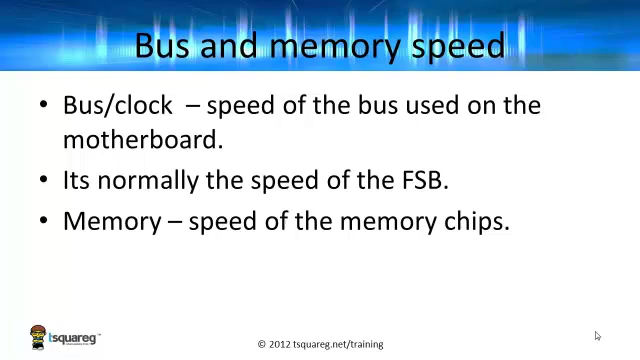 Bus and memory speed
• Bus/clock – speed of the bus used on the
motherboard.
• Its normally the speed of the FSB.
• Memory – speed of the memory chips.
tsquareg™
© 2012 tsquareg.net/training